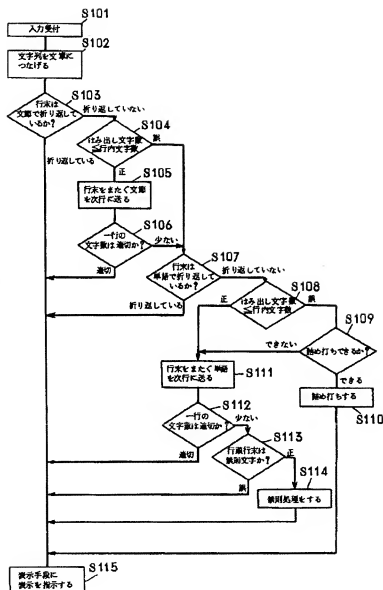 S101
入力受付
S102
文字列を文章に
つなげる
S103
行末は
文節で折り返して
いるか?
折り返していない
折り返している
S104
はみ出し文字数
≦行内文字数
誤
正
S105
行末をまたぐ文節
を次行に送る
S106
一行の
文字数は適切か?
少ない
適切
S107
行末は
単語で折り返して
いるか?
折り返していない
折り返している
S108
はみ出し文字数
≦行内文字数
正
誤
S109
詰め打ちできるか?
できない
できる
詰め打ちする
S110
S111
行末をまたぐ単語
を次行に送る
S112
一行の
文字数は適切か?
少ない
適切
S113
行頭行末は
禁則文字か?
正
誤
S114
禁則処理をする
S115
表示手段に
表示を指示する